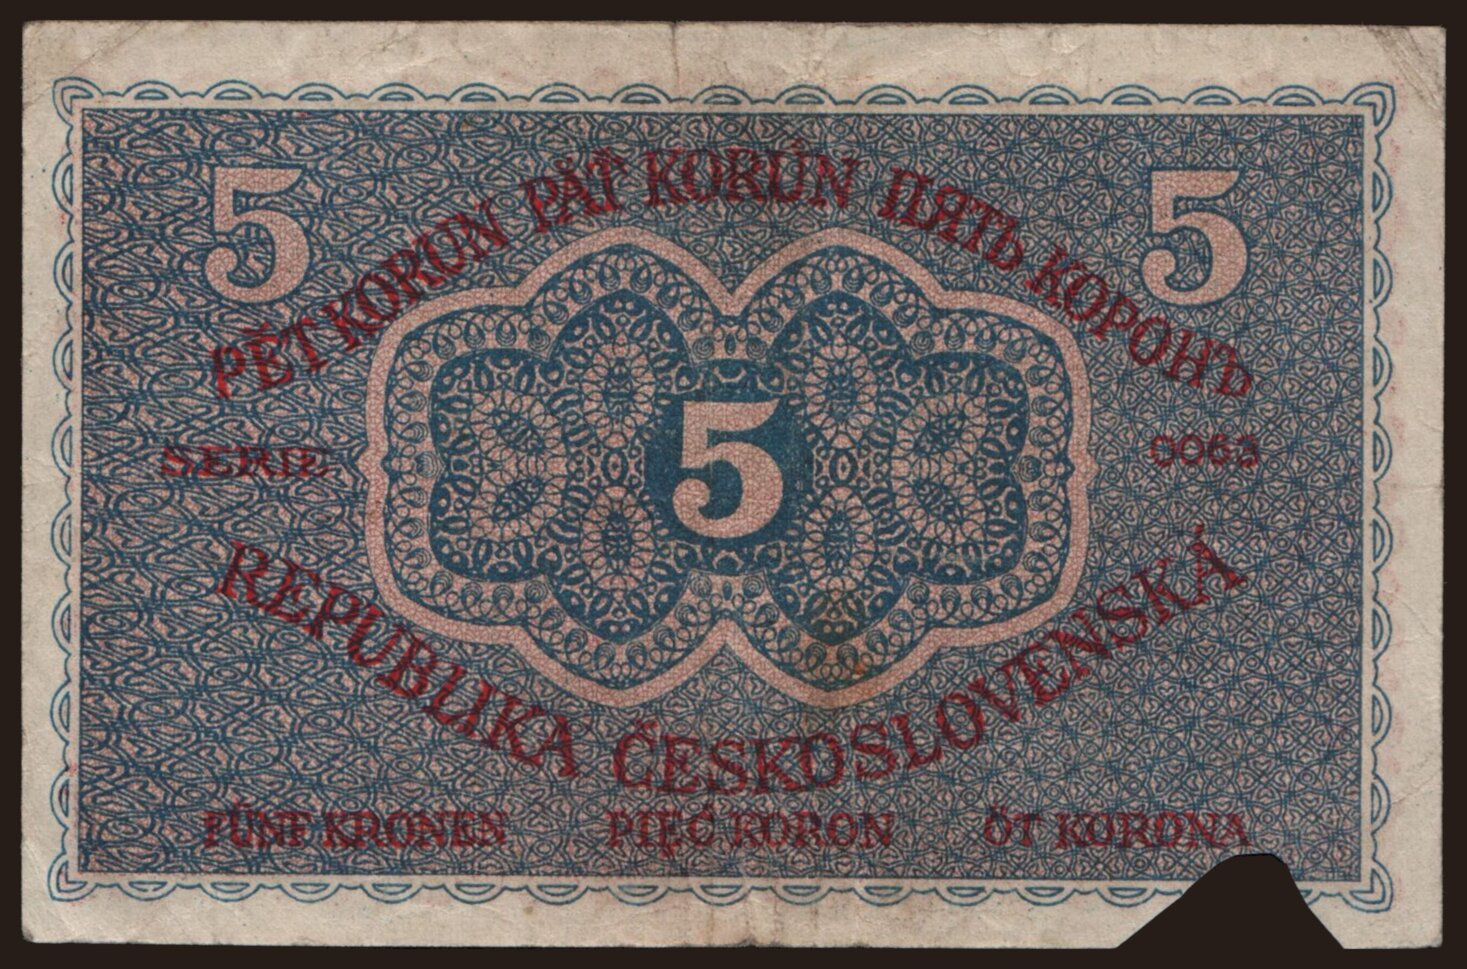 5 5
PĚT KORUN PÄŤ KORÚN ПЯТЬ КОРОНЪ
5
SERIE 0063
REPUBLIKA ČESKOSLOVENSKÁ
FÜNF KRONEN PIĘĆ KORON ÖT KORONA